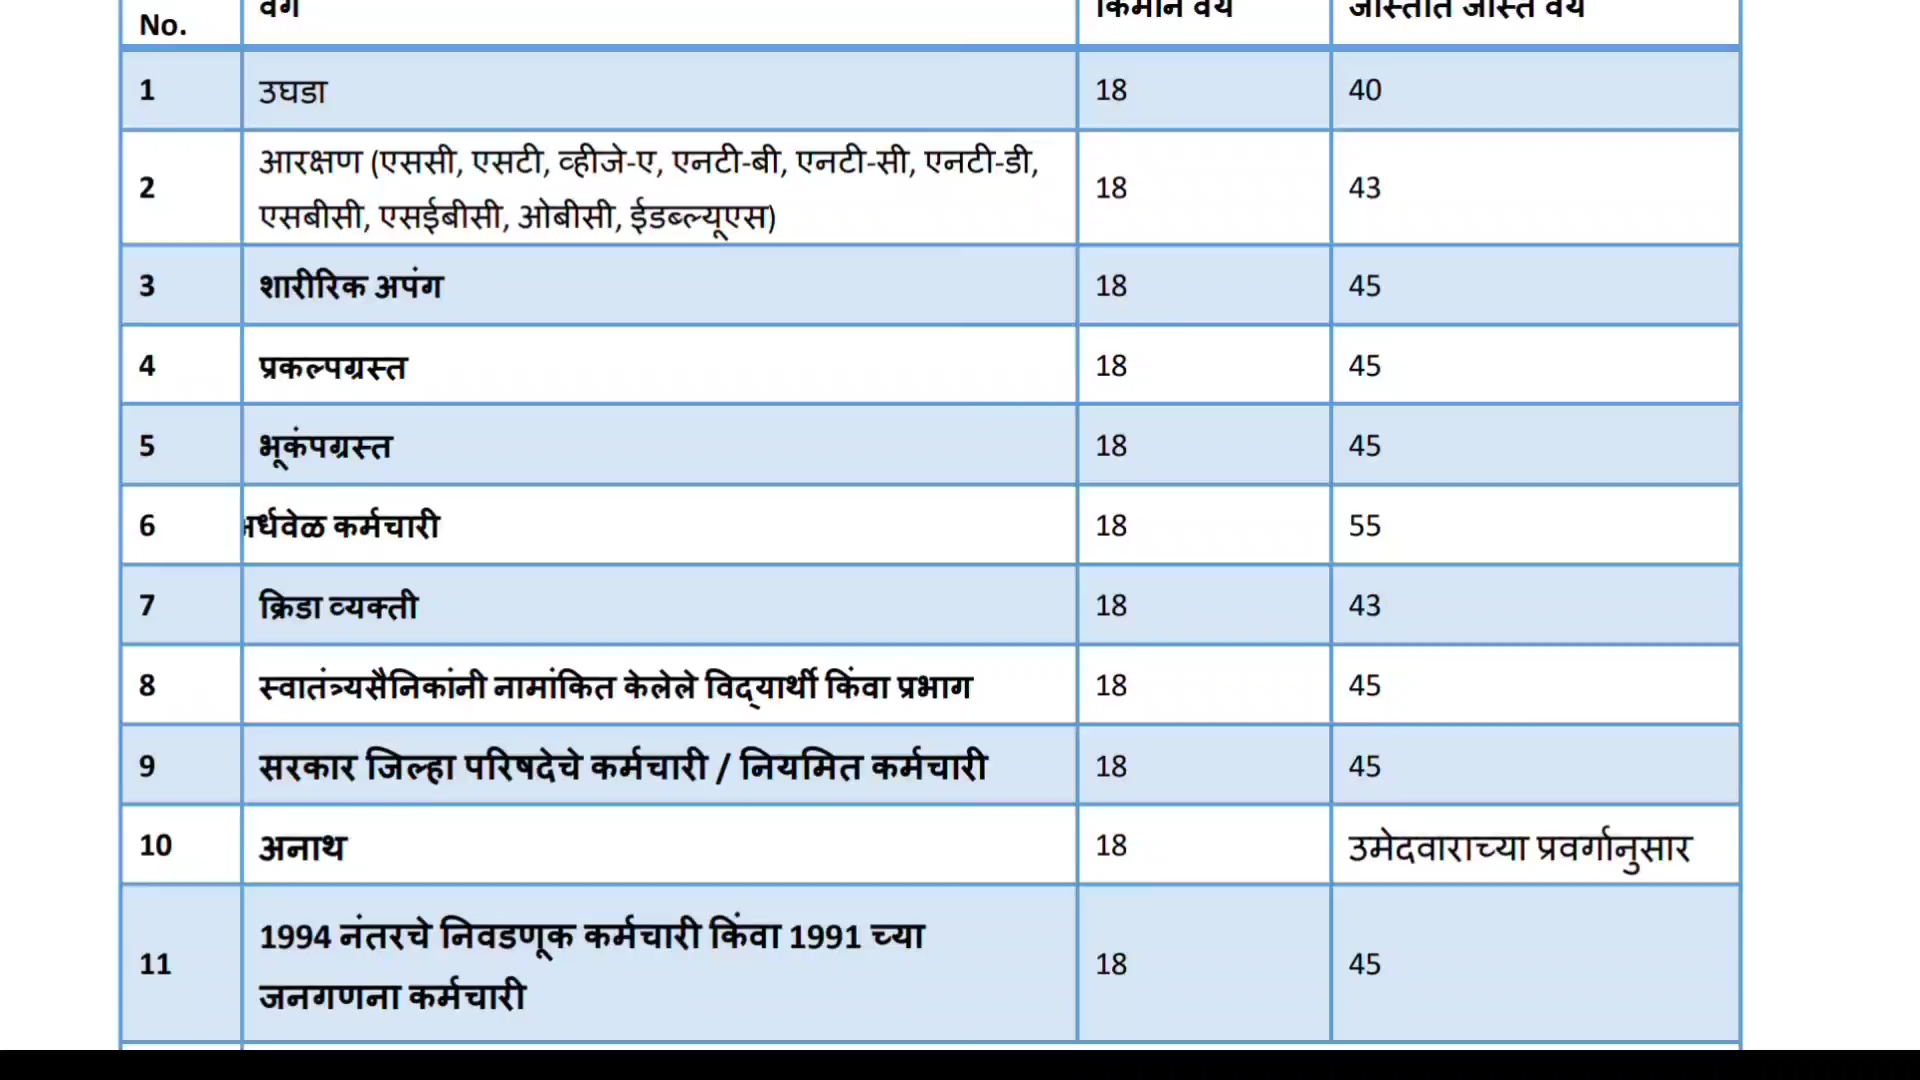 No. वर्ग किमान वय जास्तीत जास्त वय
1 उघडा 18 40
2 आरक्षण (एससी, एसटी, व्हीजे-ए, एनटी-बी, एनटी-सी, एनटी-डी, 18 43
एसबीसी, एसईबीसी, ओबीसी, ईडब्ल्यूएस)
3 शारीरिक अपंग 18 45
4 प्रकल्पग्रस्त 18 45
5 भूकंपग्रस्त 18 45
6 अर्धवेळ कर्मचारी 18 55
7 क्रिडा व्यक्ती 18 43
8 स्वातंत्र्यसैनिकांनी नामांकित केलेले विद्यार्थी किंवा प्रभाग 18 45
9 सरकार जिल्हा परिषदेचे कर्मचारी / नियमित कर्मचारी 18 45
10 अनाथ 18 उमेदवाराच्या प्रवर्गानुसार
11 1994 नंतरचे निवडणूक कर्मचारी किंवा 1991 च्या 18 45
जनगणना कर्मचारी